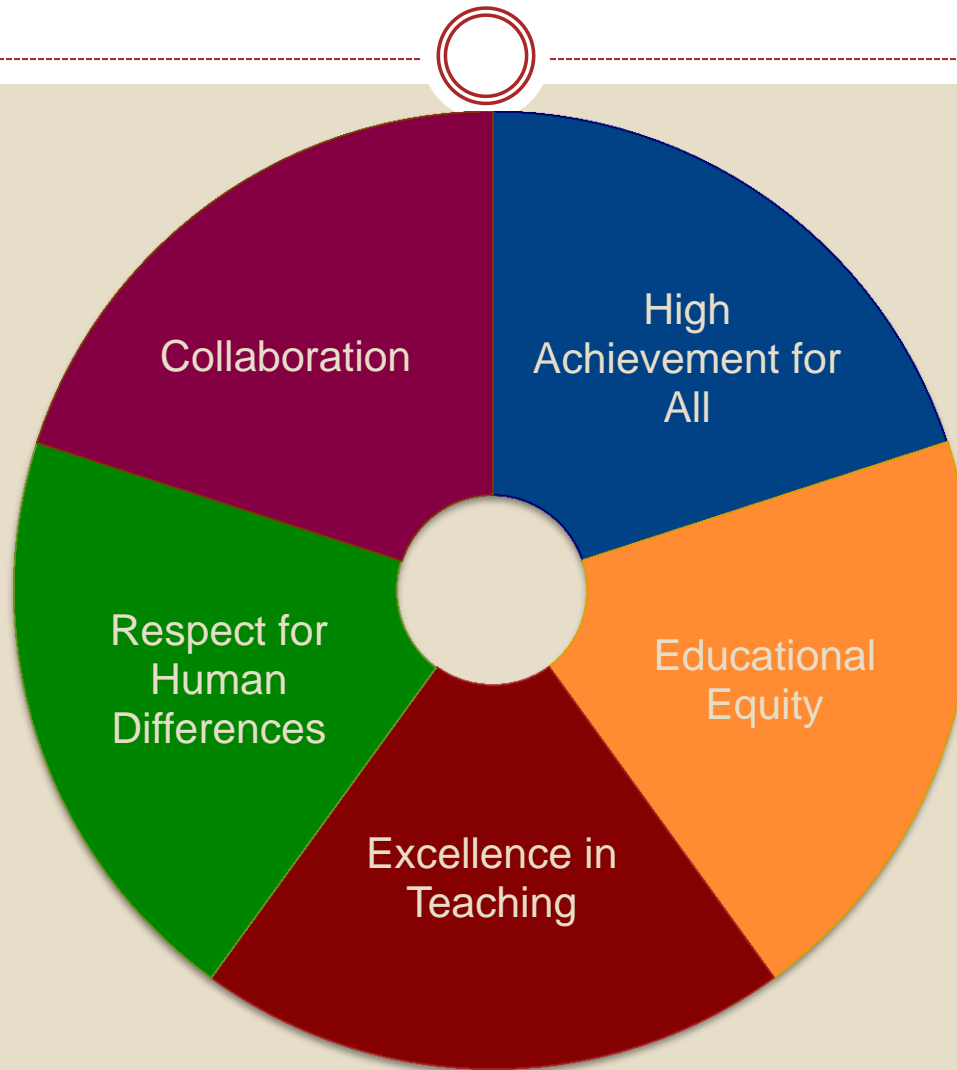 Collaboration
High
Achievement for
All
Respect for
Human
Differences
Educational
Equity
Excellence in
Teaching